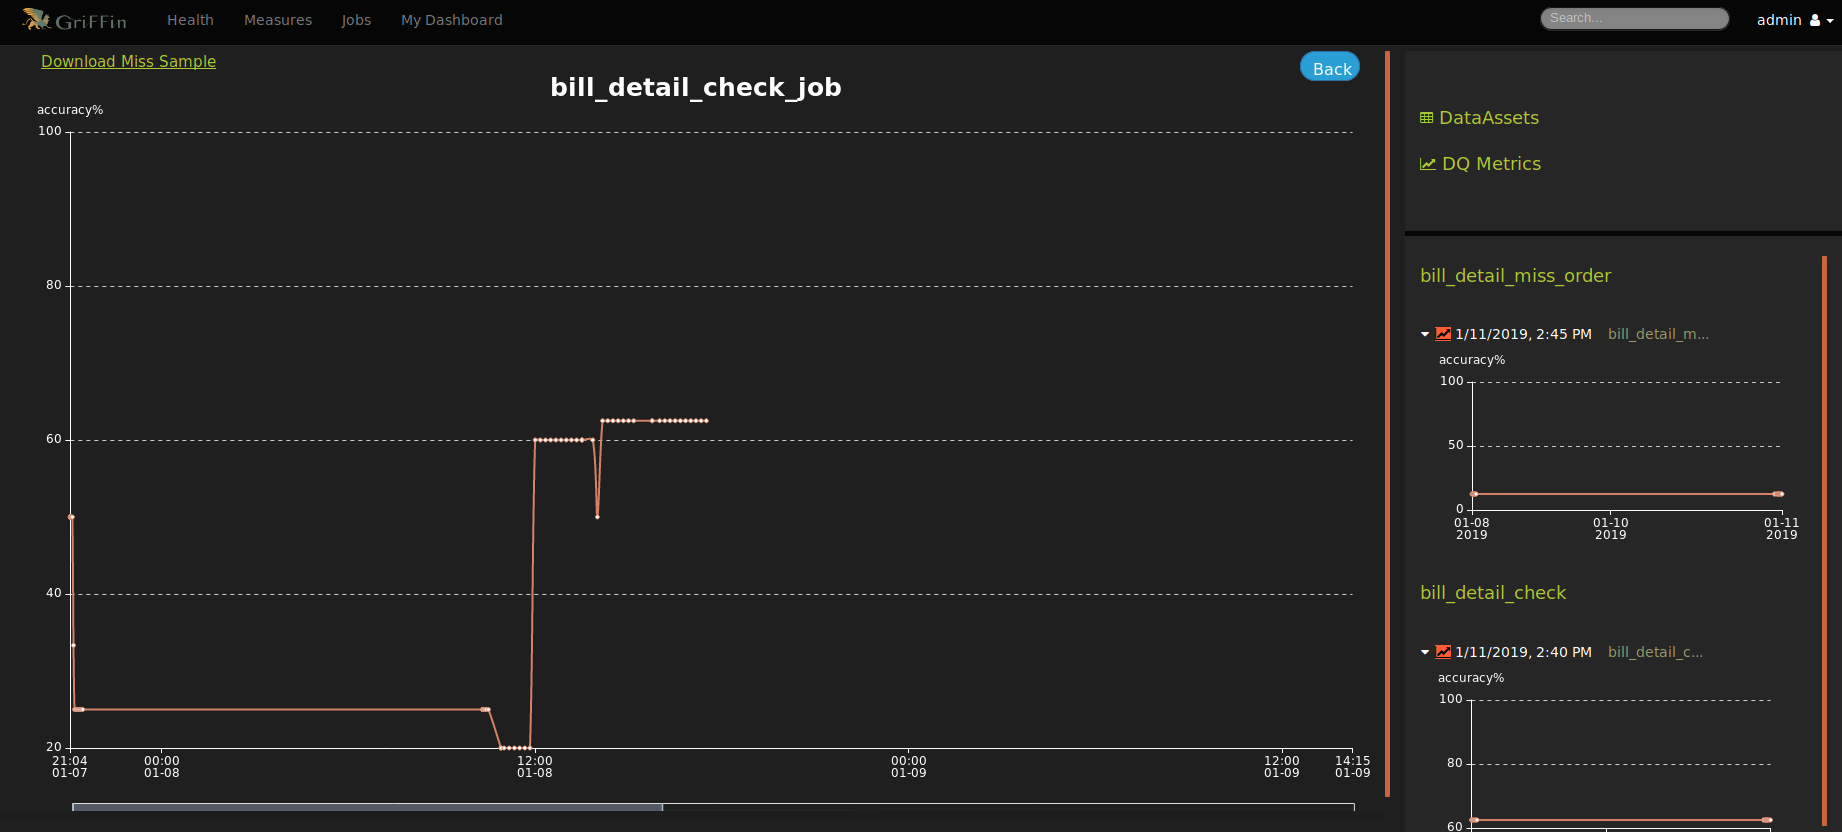 GriFFin Health Measures Jobs My Dashboard Search... admin
Download Miss Sample
Back
bill_detail_check_job
accuracy%
100
80
60
40
20
21:04 00:00 12:00 00:00 12:00 14:15
01-07 01-08 01-08 01-09 01-09 01-09
DataAssets
DQ Metrics
bill_detail_miss_order
1/11/2019, 2:45 PM bill_detail_m...
accuracy%
100
50
0
01-08 01-10 01-11
2019 2019 2019
bill_detail_check
1/11/2019, 2:40 PM bill_detail_c...
accuracy%
100
80
60